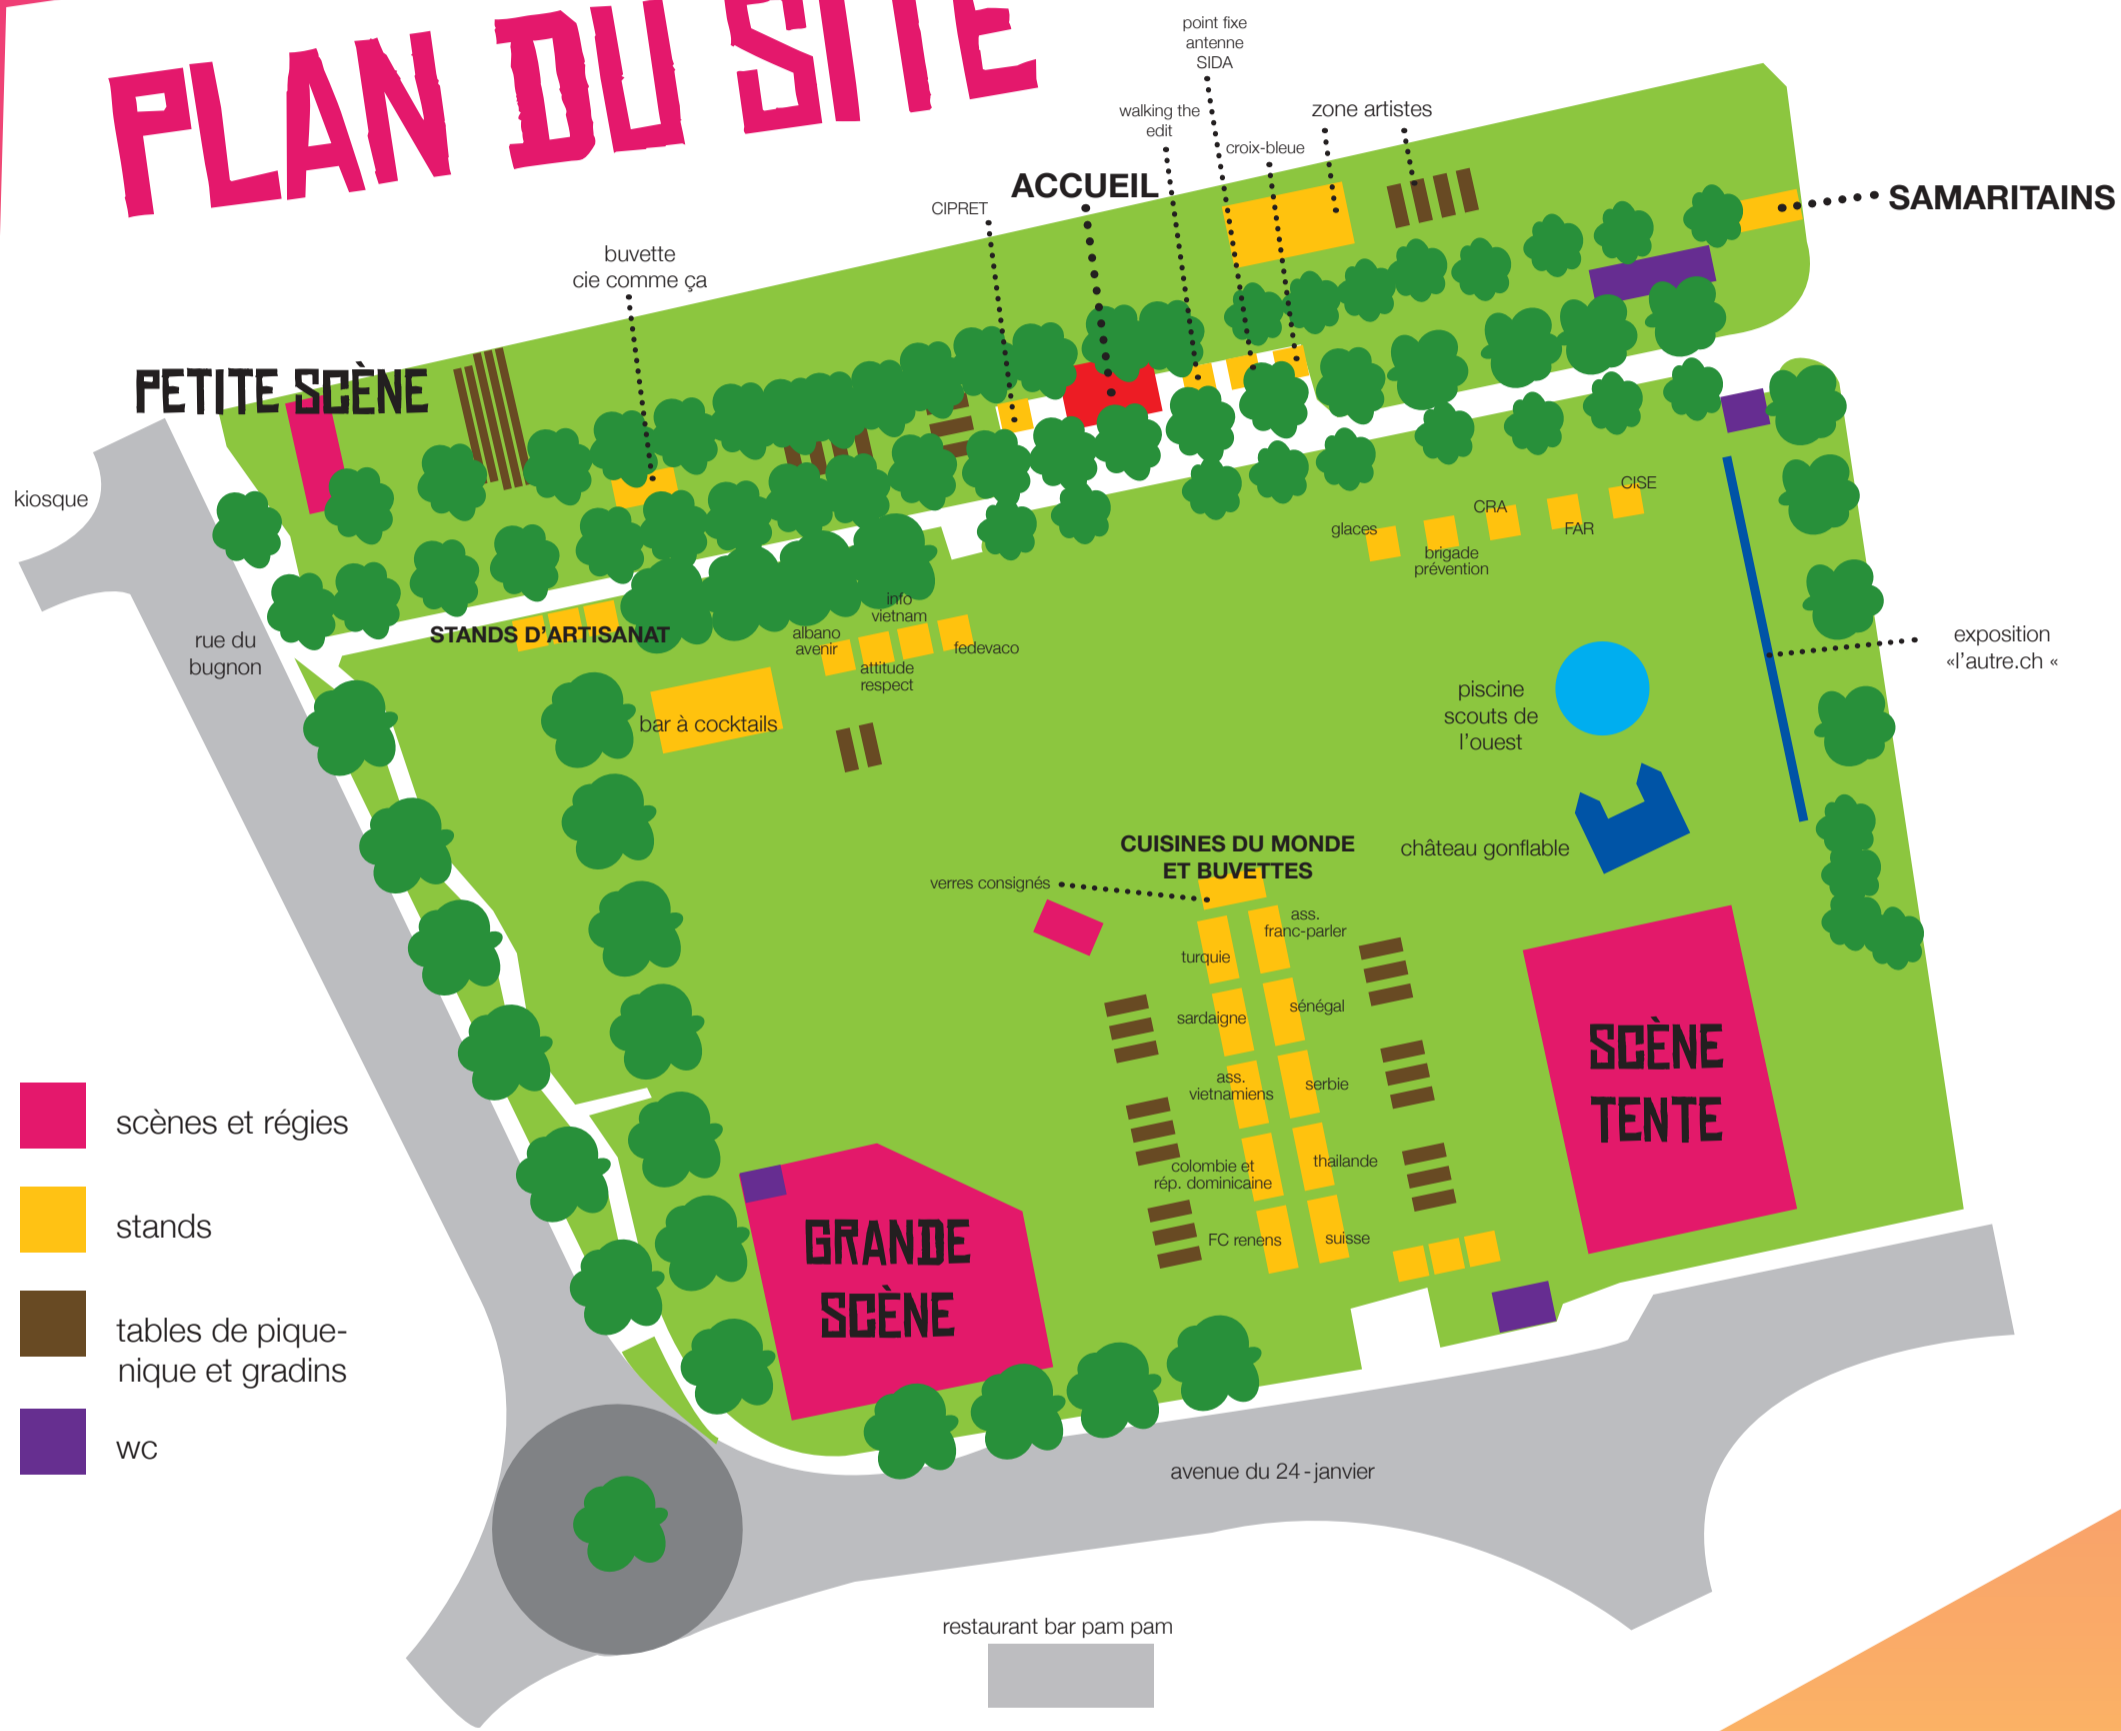 PLAN DU SITE
point fixe
antenne
SIDA
walking the
edit
zone artistes
croix-bleue
ACCUEIL
CIPRET
SAMARITAINS
buvette
cie comme ça
PETITE SCÈNE
kiosque
CISE
CRA
glaces
FAR
brigade
prévention
rue du
bugnon
STANDS D'ARTISANAT
info
vietnam
albano
avenir
fedevaco
attitude
respect
bar à cocktails
exposition
«l'autre.ch «
piscine
scouts de
l'ouest
château gonflable
CUISINES DU MONDE
ET BUVETTES
verres consignés
ass.
franc-parler
turquie
sénégal
sardaigne
ass.
vietnamiens
serbie
colombie et
rép. dominicaine
thailande
FC renens
suisse
SCÈNE
TENTE
GRANDE
SCÈNE
scènes et régies
stands
tables de pique-
nique et gradins
wc
avenue du 24-janvier
restaurant bar pam pam